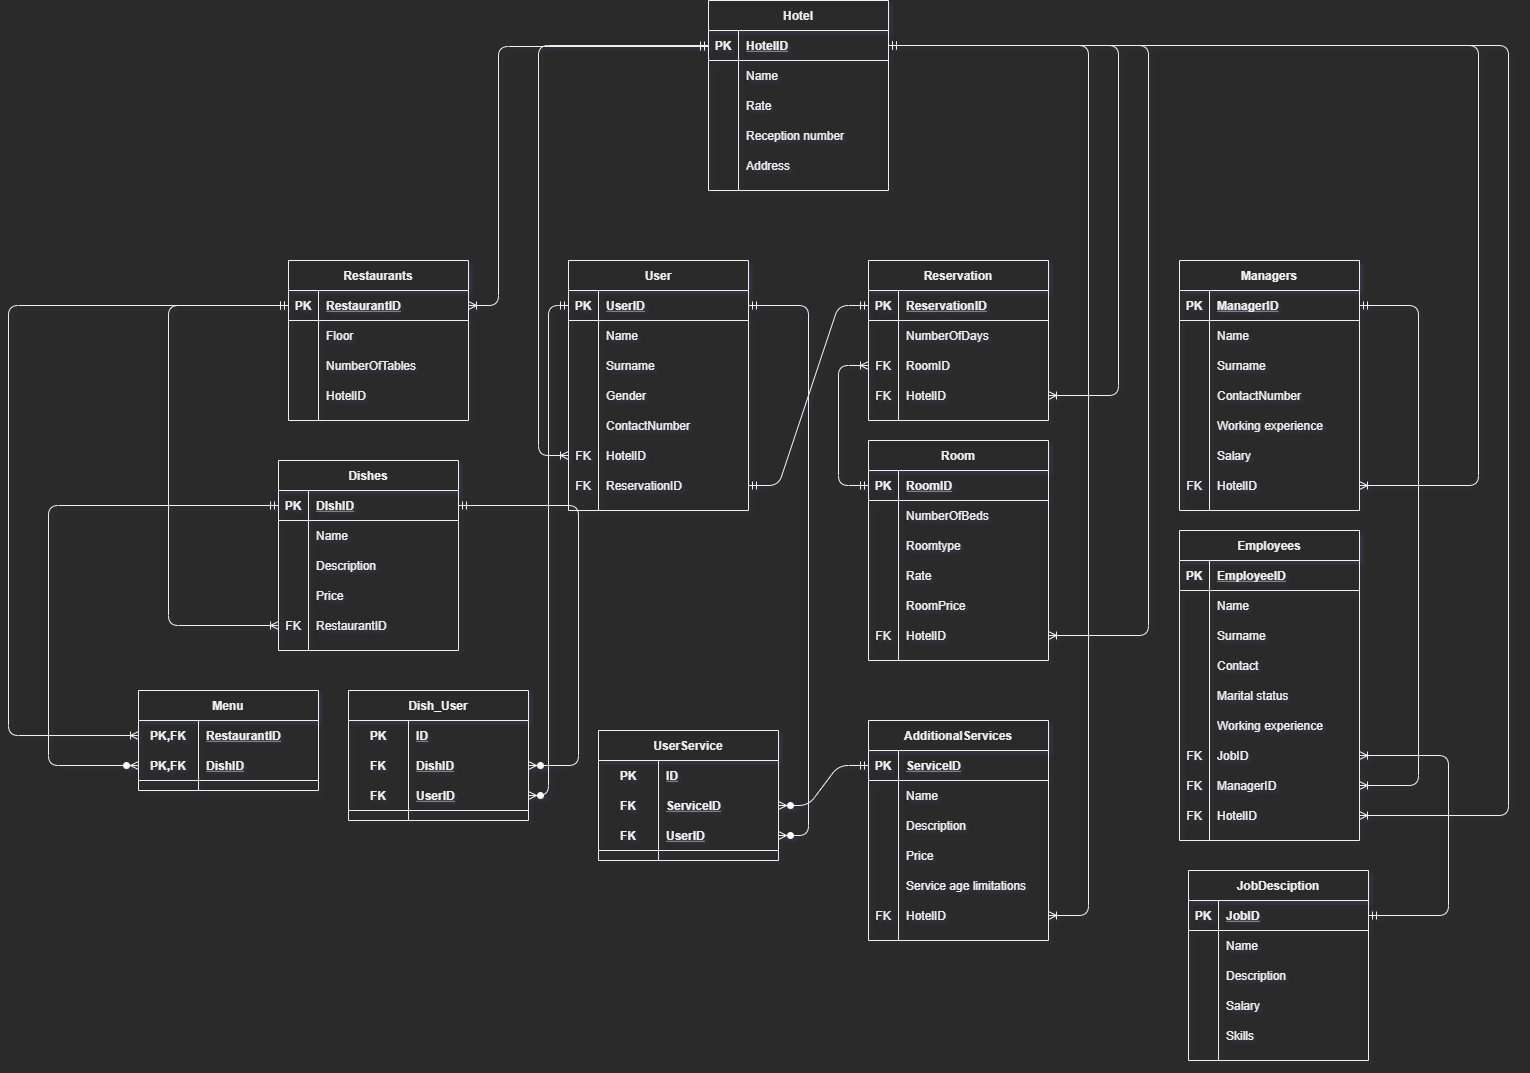 Hotel
PK HotelID
Name
Rate
Reception number
Address
Restaurants
PK RestaurantID
Floor
NumberOfTables
HotelID
User
PK UserID
Name
Surname
Gender
ContactNumber
FK HotelID
FK ReservationID
Reservation
PK ReservationID
NumberOfDays
FK RoomID
FK HotelID
Managers
PK ManagerID
Name
Surname
ContactNumber
Working experience
Salary
FK HotelID
Dishes
PK DIshID
Name
Description
Price
FK RestaurantID
Room
PK RoomID
NumberOfBeds
Roomtype
Rate
RoomPrice
FK HotelID
Employees
PK EmployeeID
Name
Surname
Contact
Marital status
Working experience
FK JobID
FK ManagerID
FK HotelID
Menu
PK,FK RestaurantID
PK,FK DishID
Dish_User
PK ID
FK DishID
FK UserID
UserService
PK ID
FK ServiceID
FK UserID
AdditionalServices
PK ServiceID
Name
Description
Price
Service age limitations
FK HotelID
JobDesciption
PK JobID
Name
Description
Salary
Skills